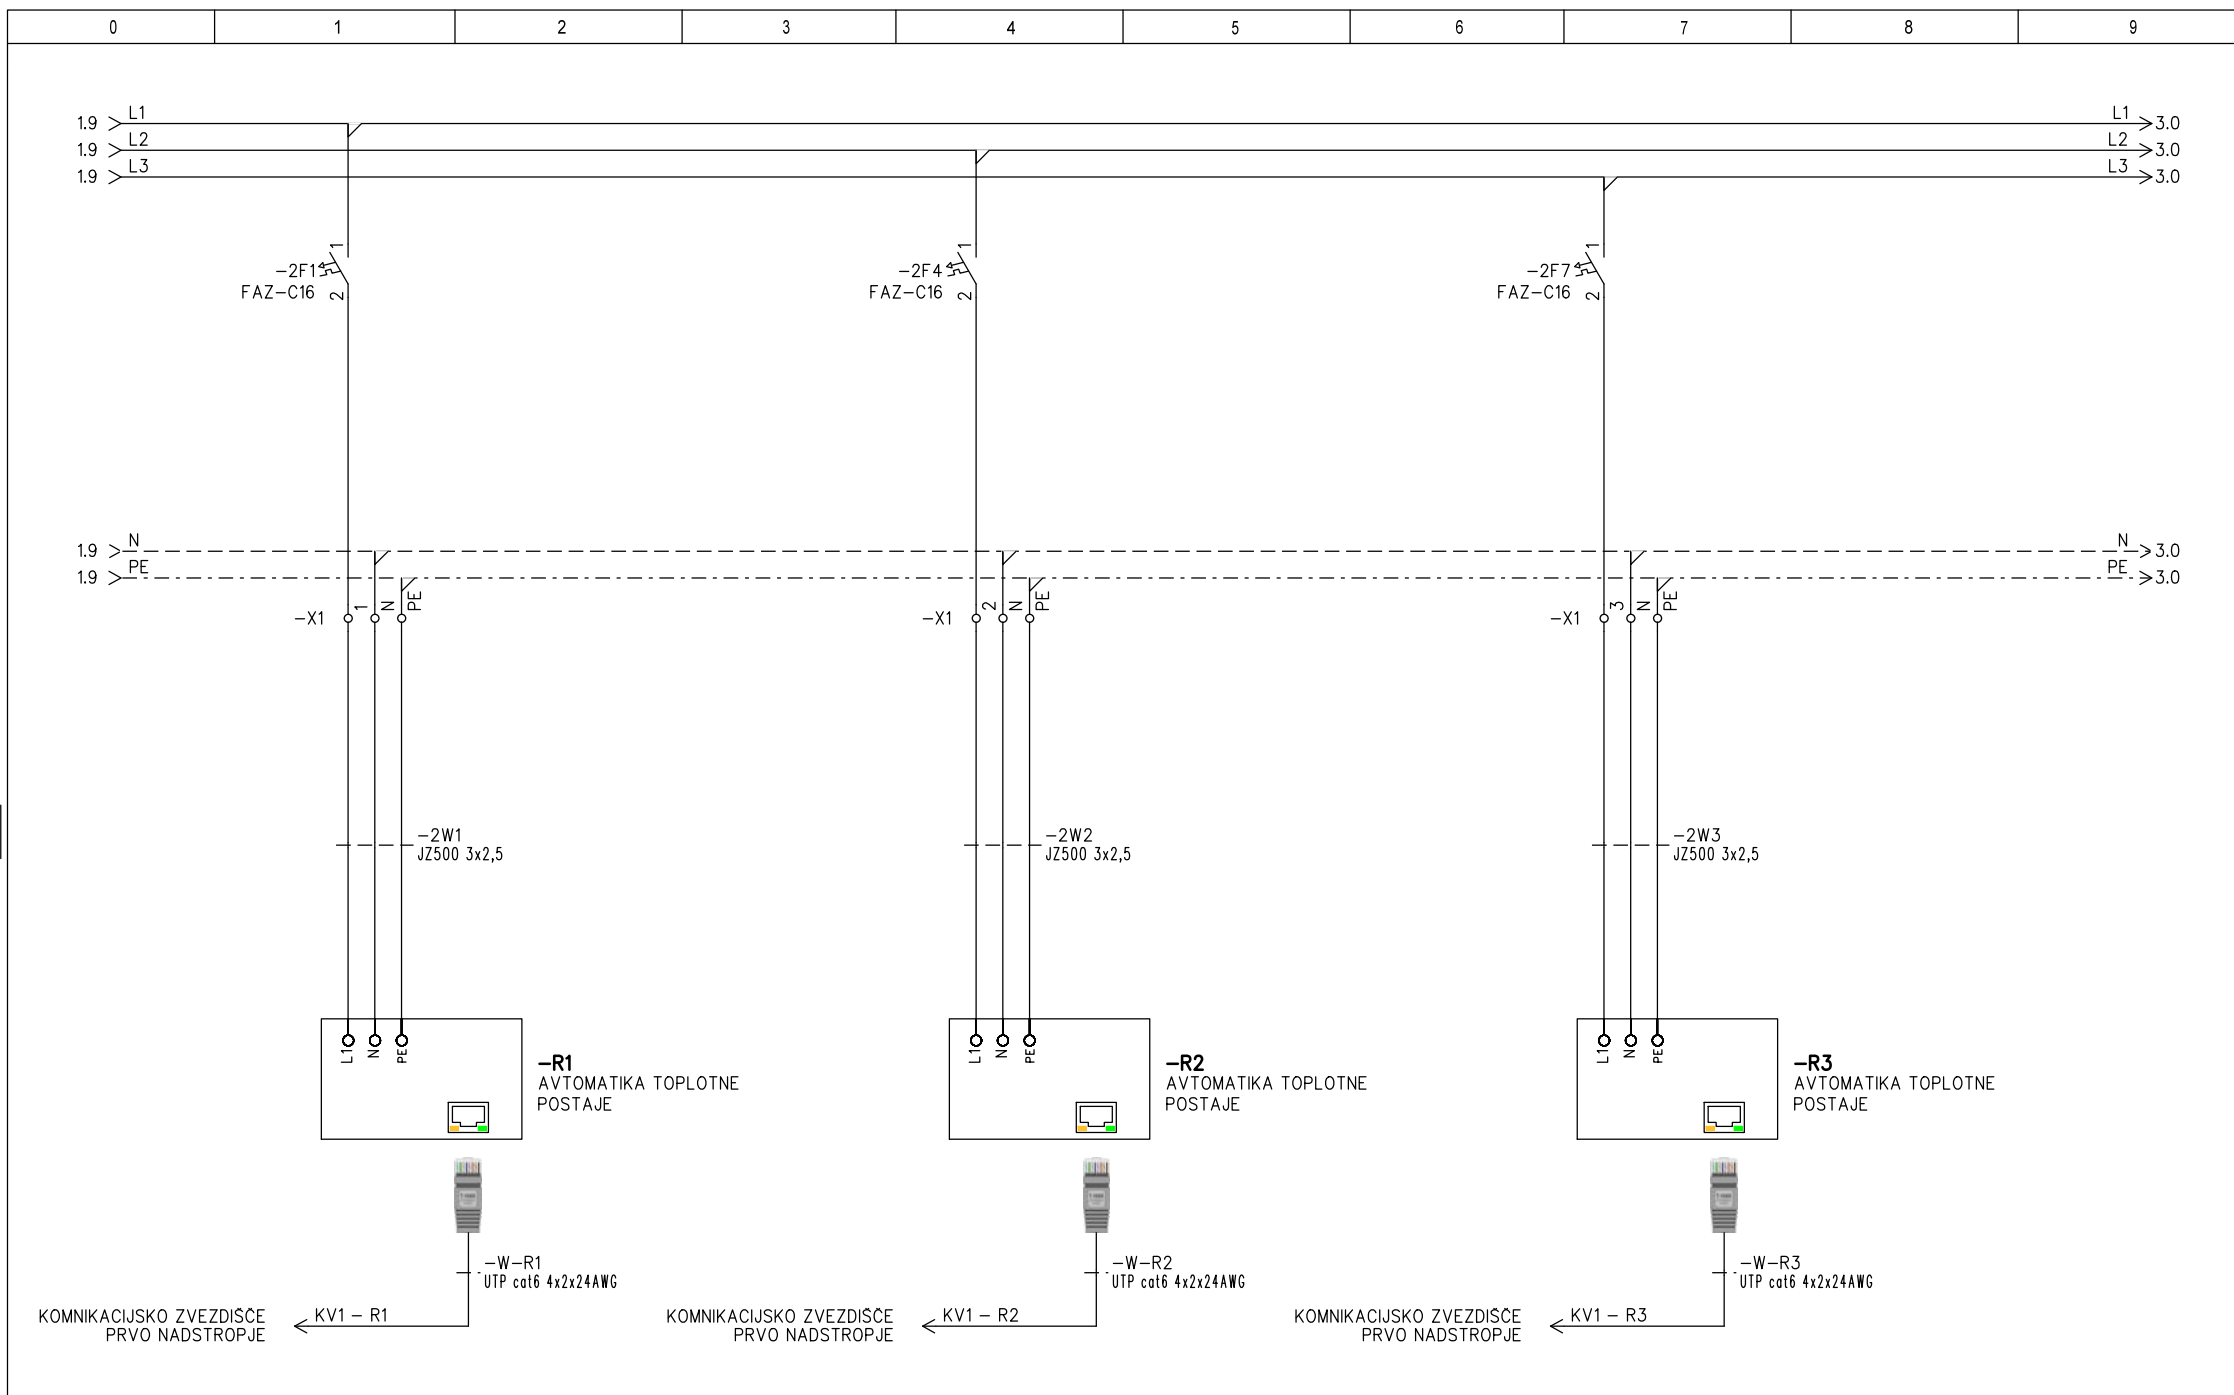 0 1 2 3 4 5 6 7 8 9
1.9 L1 L1 3.0
1.9 L2 L2 3.0
1.9 L3 L3 3.0
1 1 1
-2F1 -2F4 -2F7
FAZ-C16 2 FAZ-C16 2 FAZ-C16 2
1.9 N N 3.0
1.9 PE PE 3.0
-X1 1 N PE -X1 2 N PE -X1 3 N PE
-2W1 -2W2 -2W3
JZ500 3x2,5 JZ500 3x2,5 JZ500 3x2,5
L1 N PE L1 N PE L1 N PE
-R1 -R2 -R3
AVTOMATIKA TOPLOTNE AVTOMATIKA TOPLOTNE AVTOMATIKA TOPLOTNE
POSTAJE POSTAJE POSTAJE
-W-R1 -W-R2 -W-R3
UTP cat6 4x2x24AWG UTP cat6 4x2x24AWG UTP cat6 4x2x24AWG
KOMNIKACIJSKO ZVEZDIŠČE KV1 - R1 KOMNIKACIJSKO ZVEZDIŠČE KV1 - R2 KOMNIKACIJSKO ZVEZDIŠČE KV1 - R3
PRVO NADSTROPJE PRVO NADSTROPJE PRVO NADSTROPJE